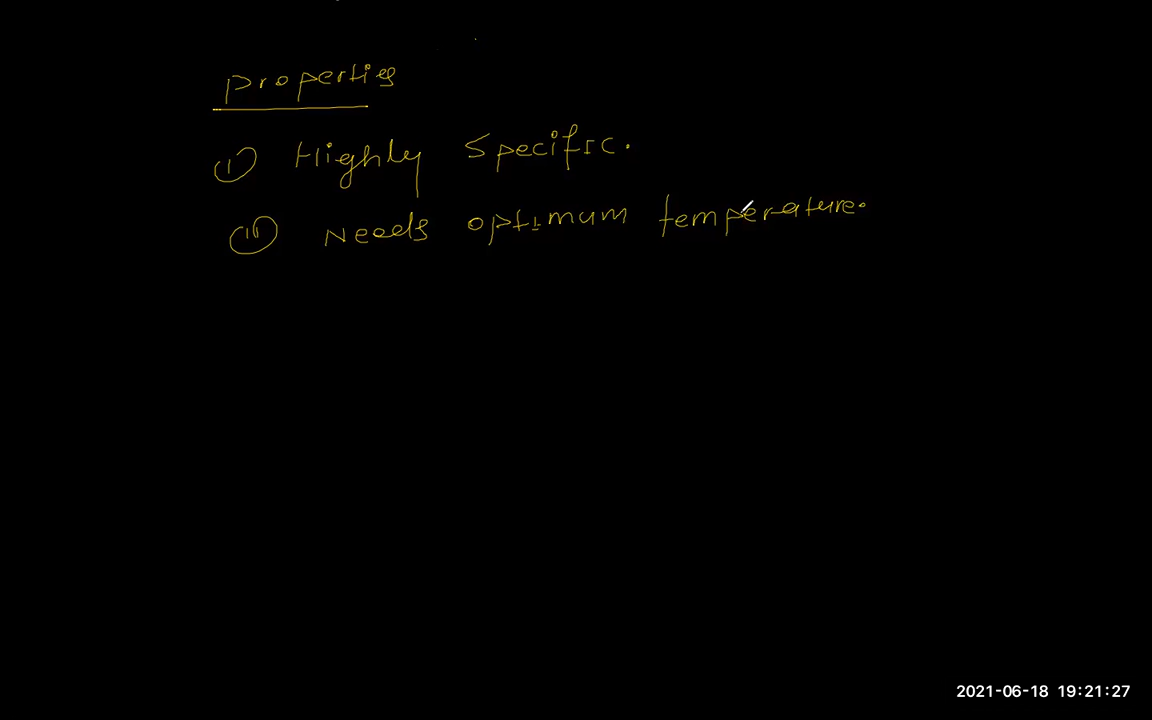 Properties
(i) Highly Specific.
(ii) Needs optimum temperature.
2021-06-18 19:21:27